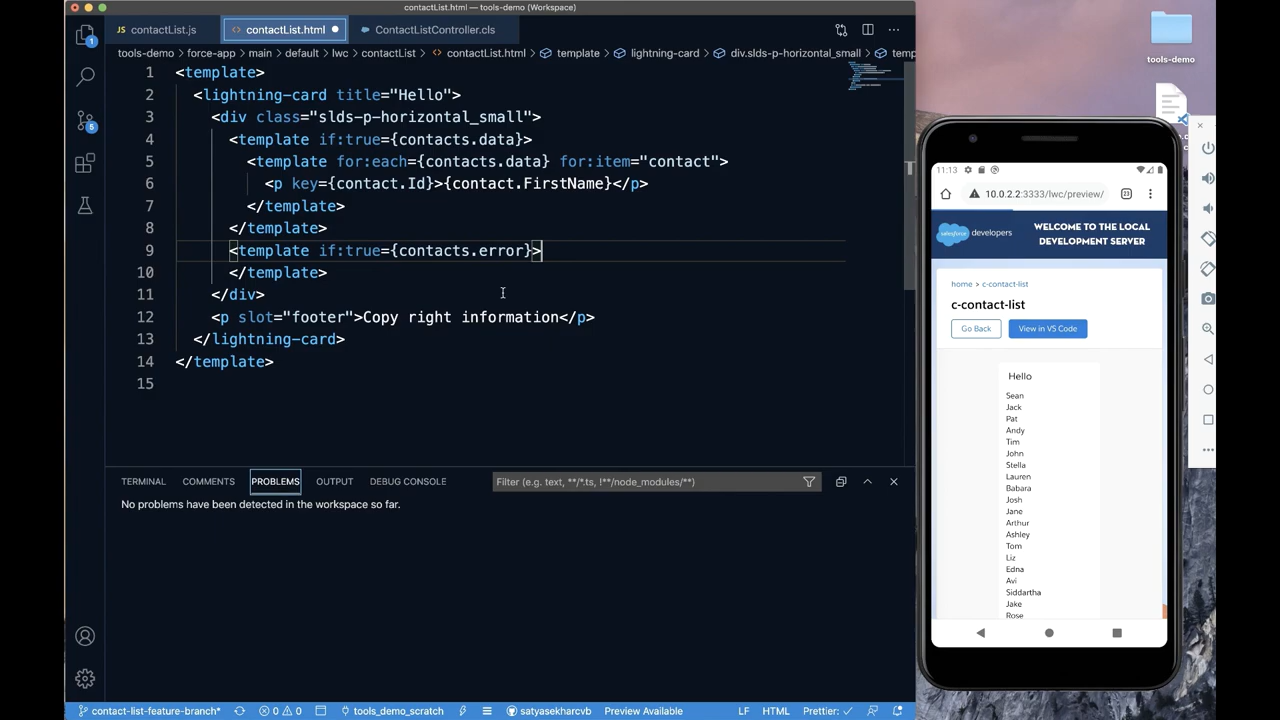 contactList.html — tools-demo (Workspace)
JS contactList.js
<> contactList.html
ContactListController.cls
tools-demo > force-app > main > default > lwc > contactList > <> contactList.html > template > lightning-card > div.slds-p-horizontal_small > temp
1 <template>
2 <lightning-card title="Hello">
3 <div class="slds-p-horizontal_small">
4 <template if:true={contacts.data}>
5 <template for:each={contacts.data} for:item="contact">
6 <p key={contact.Id}>{contact.FirstName}</p>
7 </template>
8 </template>
9 <template if:true={contacts.error}>
10 </template>
11 </div>
12 <p slot="footer">Copy right information</p>
13 </lightning-card>
14 </template>
15
1
5
TERMINAL COMMENTS PROBLEMS OUTPUT DEBUG CONSOLE
Filter (e.g. text, **/*.ts, !**/node_modules/**)
No problems have been detected in the workspace so far.
contact-list-feature-branch* 0 0 tools_demo_scratch satyasekharcvb Preview Available LF HTML Prettier: ✓
tools-demo
11:13
10.0.2.2:3333/lwc/preview/
23
salesforce developers
WELCOME TO THE LOCAL
DEVELOPMENT SERVER
home > c-contact-list
c-contact-list
Go Back
View in VS Code
Hello
Sean
Jack
Pat
Andy
Tim
John
Stella
Lauren
Babara
Josh
Jane
Arthur
Ashley
Tom
Liz
Edna
Avi
Siddartha
Jake
Rose